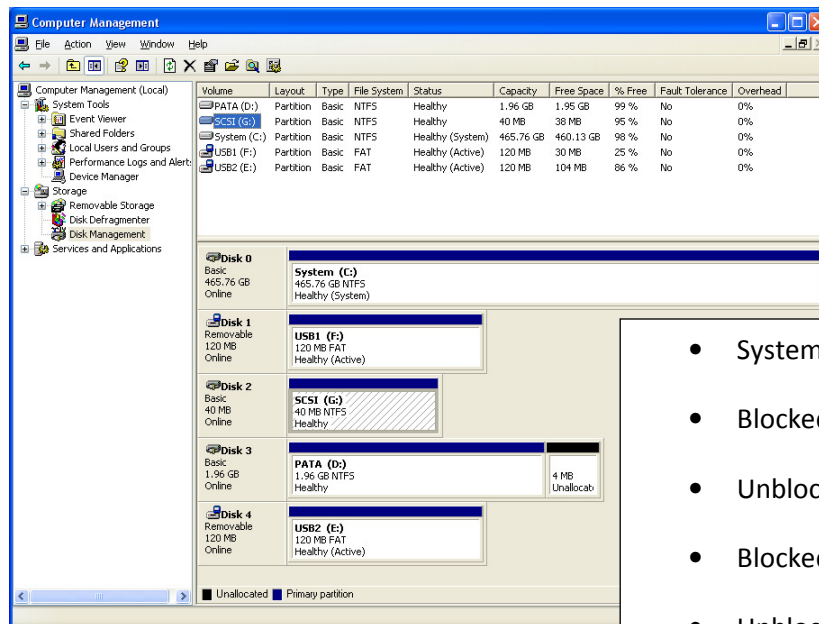 Computer Management
File Action View Window Help
Computer Management (Local)
System Tools
Event Viewer
Shared Folders
Local Users and Groups
Performance Logs and Alert
Device Manager
Storage
Removable Storage
Disk Defragmenter
Disk Management
Services and Applications
Volume Layout Type File System Status Capacity Free Space % Free Fault Tolerance Overhead
PATA (D:) Partition Basic NTFS Healthy 1.96 GB 1.95 GB 99 % No 0%
SCSI (G:) Partition Basic NTFS Healthy 40 MB 38 MB 95 % No 0%
System (C:) Partition Basic NTFS Healthy (System) 465.76 GB 460.13 GB 98 % No 0%
USB1 (F:) Partition Basic FAT Healthy (Active) 120 MB 30 MB 25 % No 0%
USB2 (E:) Partition Basic FAT Healthy (Active) 120 MB 104 MB 86 % No 0%
Disk 0
Basic
465.76 GB
Online
System (C:)
465.76 GB NTFS
Healthy (System)
Disk 1
Removable
120 MB
Online
USB1 (F:)
120 MB FAT
Healthy (Active)
Disk 2
Basic
40 MB
Online
SCSI (G:)
40 MB NTFS
Healthy
Disk 3
Basic
1.96 GB
Online
PATA (D:)
1.96 GB NTFS
Healthy
4 MB
Unallocat
Disk 4
Removable
120 MB
Online
USB2 (E:)
120 MB FAT
Healthy (Active)
Unallocated Primary partition
• System
• Blocke
• Unbloc
• Blocke